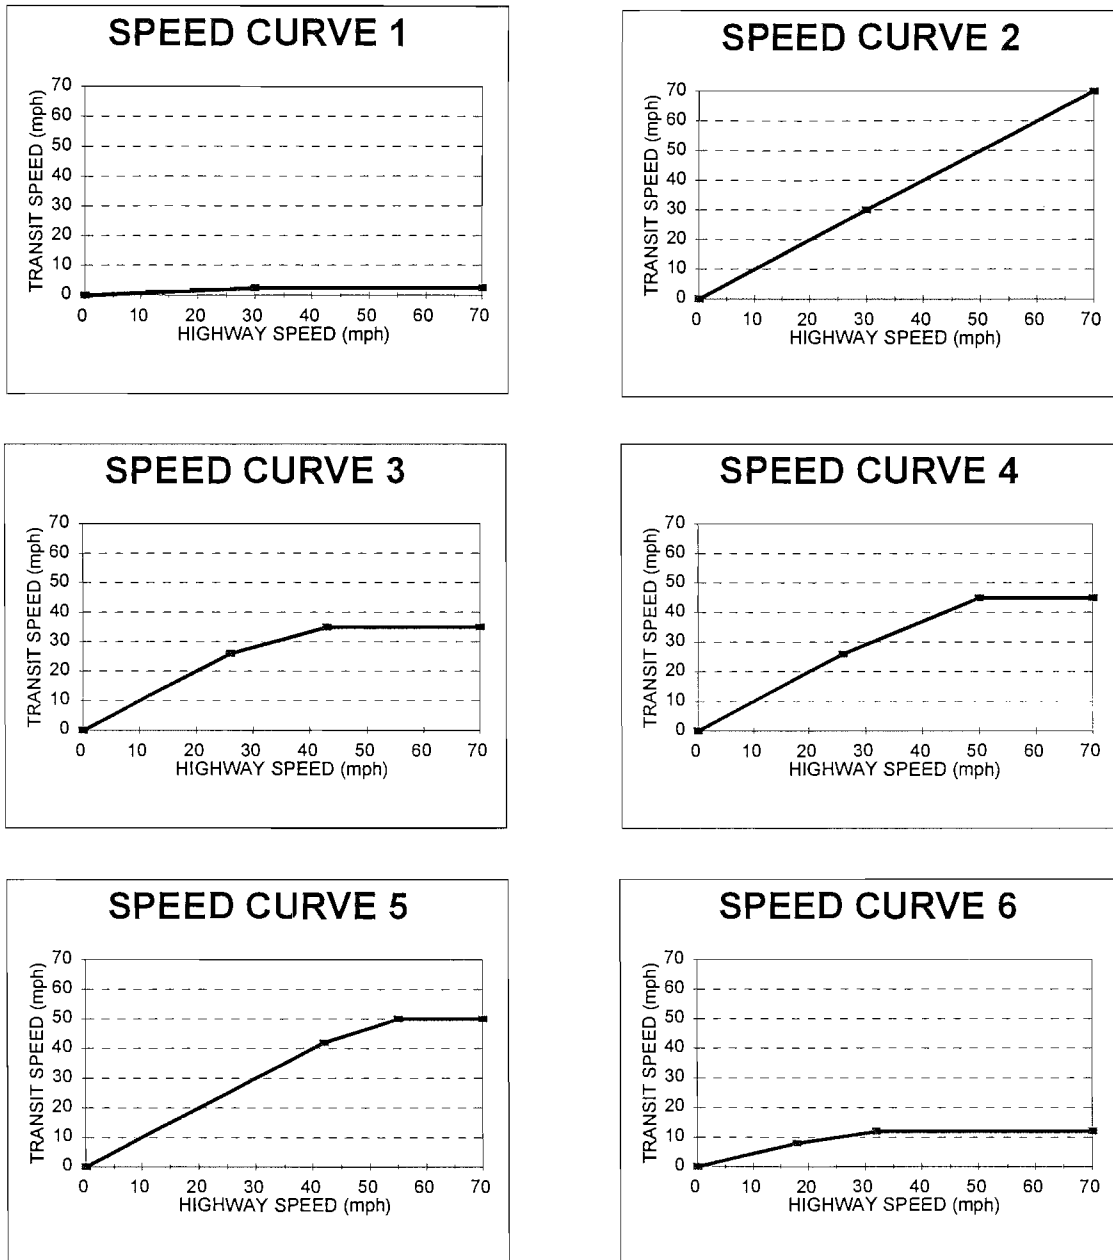 SPEED CURVE 1
TRANSIT SPEED (mph)
70
60
50
40
30
20
10
0
0 10 20 30 40 50 60 70
HIGHWAY SPEED (mph)
SPEED CURVE 2
TRANSIT SPEED (mph)
70
60
50
40
30
20
10
0
0 10 20 30 40 50 60 70
HIGHWAY SPEED (mph)
SPEED CURVE 3
TRANSIT SPEED (mph)
70
60
50
40
30
20
10
0
0 10 20 30 40 50 60 70
HIGHWAY SPEED (mph)
SPEED CURVE 4
TRANSIT SPEED (mph)
70
60
50
40
30
20
10
0
0 10 20 30 40 50 60 70
HIGHWAY SPEED (mph)
SPEED CURVE 5
TRANSIT SPEED (mph)
70
60
50
40
30
20
10
0
0 10 20 30 40 50 60 70
HIGHWAY SPEED (mph)
SPEED CURVE 6
TRANSIT SPEED (mph)
70
60
50
40
30
20
10
0
0 10 20 30 40 50 60 70
HIGHWAY SPEED (mph)